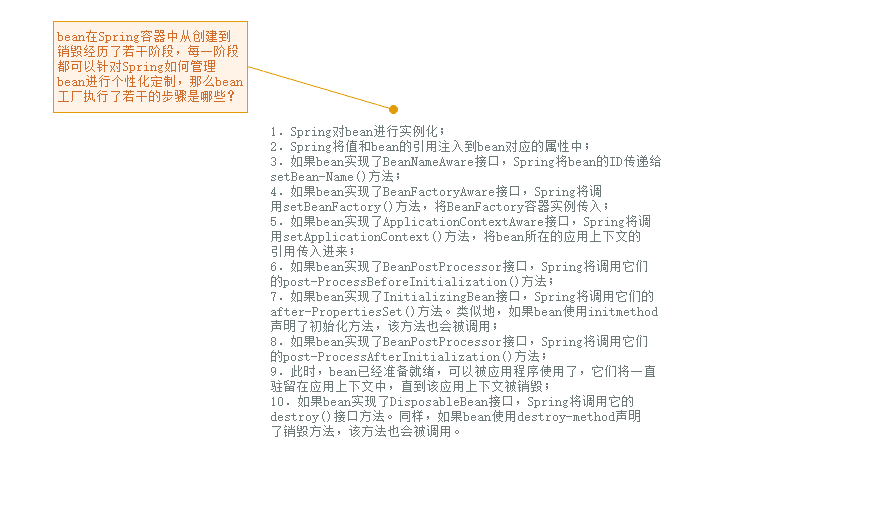 bean在Spring容器中从创建到
销毁经历了若干阶段，每一阶段
都可以针对Spring如何管理
bean进行个性化定制，那么bean
工厂执行了若干的步骤是哪些？
1．Spring对bean进行实例化；
2．Spring将值和bean的引用注入到bean对应的属性中；
3．如果bean实现了BeanNameAware接口，Spring将bean的ID传递给
setBean-Name()方法；
4．如果bean实现了BeanFactoryAware接口，Spring将调
用setBeanFactory()方法，将BeanFactory容器实例传入；
5．如果bean实现了ApplicationContextAware接口，Spring将调
用setApplicationContext()方法，将bean所在的应用上下文的
引用传入进来；
6．如果bean实现了BeanPostProcessor接口，Spring将调用它们
的post-ProcessBeforeInitialization()方法；
7．如果bean实现了InitializingBean接口，Spring将调用它们的
after-PropertiesSet()方法。类似地，如果bean使用initmethod
声明了初始化方法，该方法也会被调用；
8．如果bean实现了BeanPostProcessor接口，Spring将调用它们
的post-ProcessAfterInitialization()方法；
9．此时，bean已经准备就绪，可以被应用程序使用了，它们将一直
驻留在应用上下文中，直到该应用上下文被销毁；
10．如果bean实现了DisposableBean接口，Spring将调用它的
destroy()接口方法。同样，如果bean使用destroy-method声明
了销毁方法，该方法也会被调用。